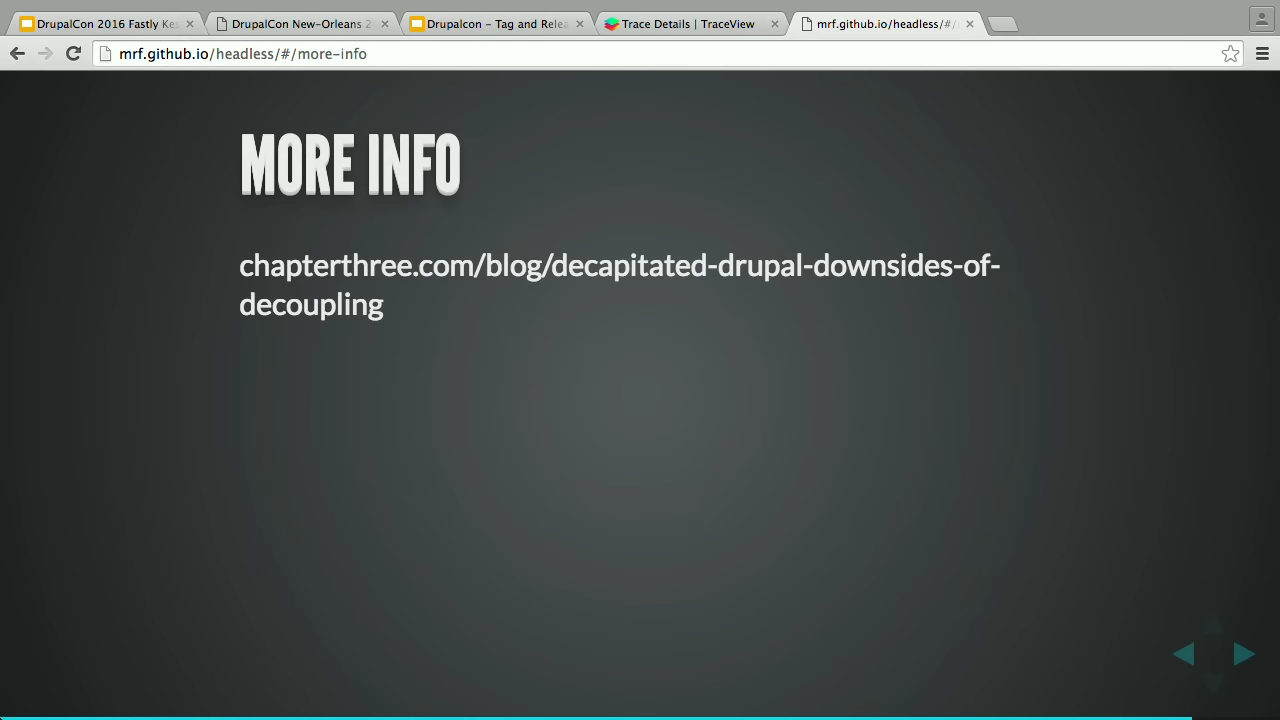 DrupalCon 2016 Fastly Ke
DrupalCon New-Orleans 2
Drupalcon – Tag and Relea
Trace Details | TraceView
mrf.github.io/headless/#/
mrf.github.io/headless/#/more-info
MORE INFO
chapterthree.com/blog/decapitated-drupal-downsides-of-
decoupling